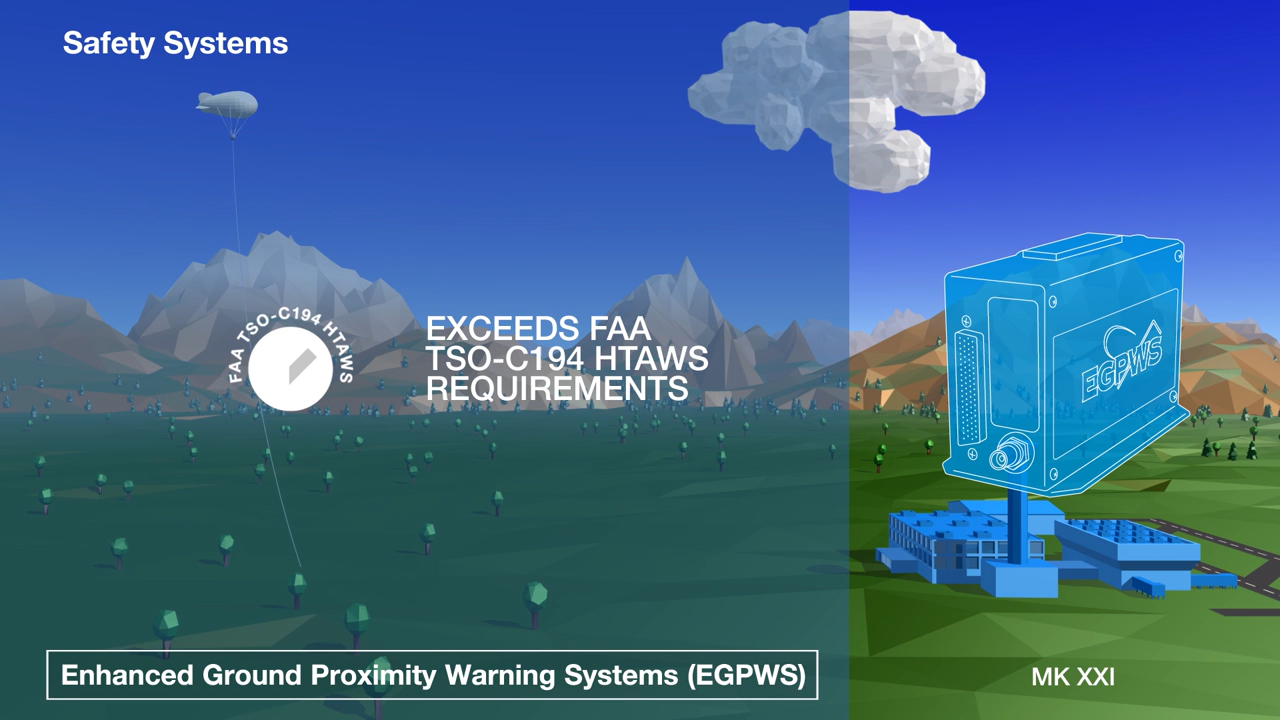 Safety Systems
FAA TSO-C194 HTAWS
EXCEEDS FAA
TSO-C194 HTAWS
REQUIREMENTS
EGPWS
Enhanced Ground Proximity Warning Systems (EGPWS)
MK XXI